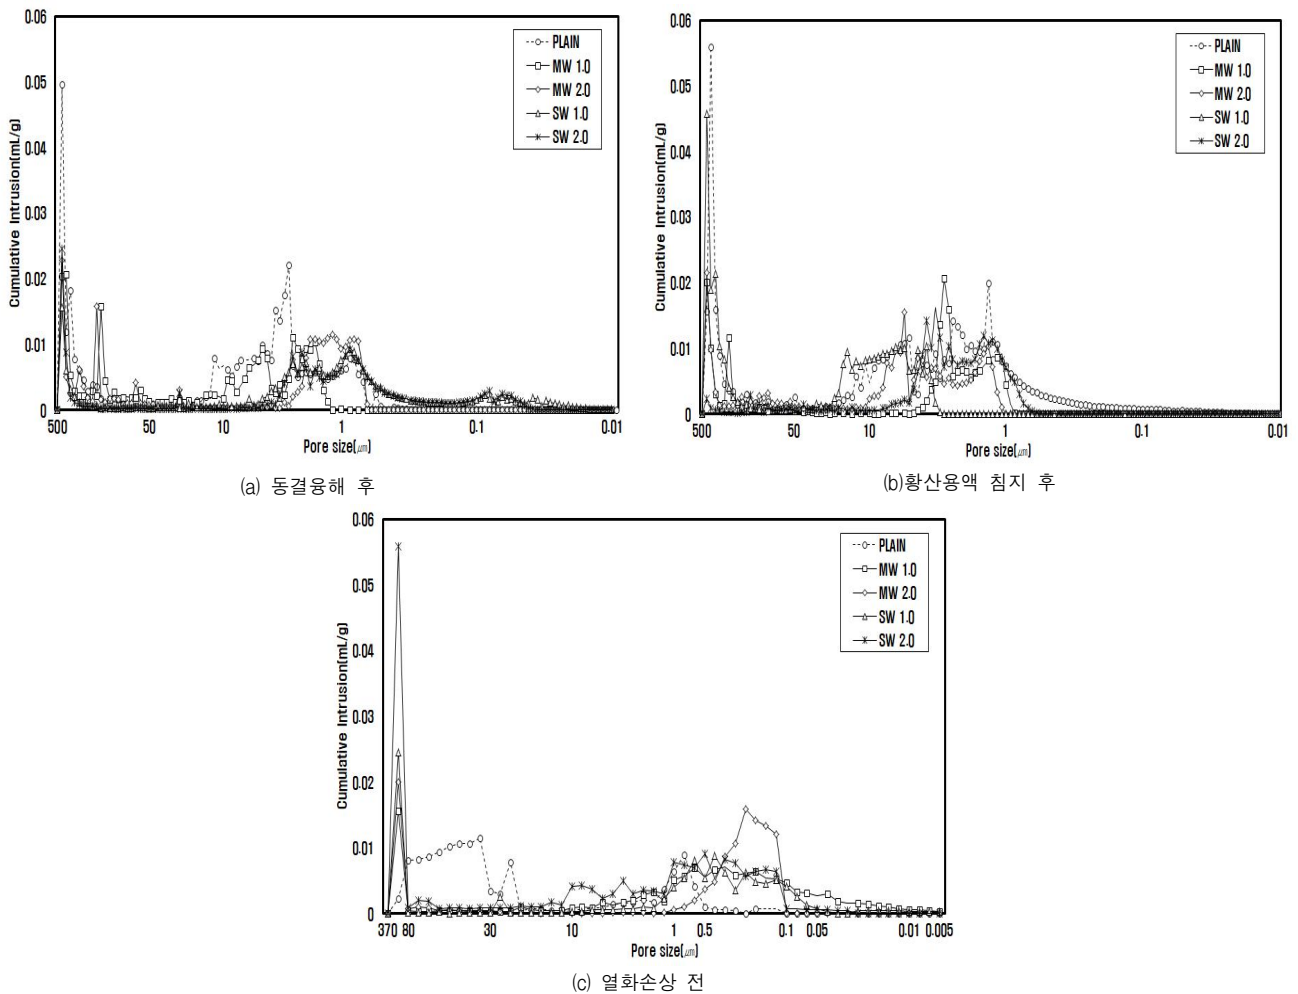 0.06
0.05
0.04
0.03
0.02
0.01
0
Cumulative Intrusion(mL/g)
PLAIN
MW 1.0
MW 2.0
SW 1.0
SW 2.0
500 50 10 1 0.1 0.01
Pore size(㎛)
(a) 동결융해 후
0.06
0.05
0.04
0.03
0.02
0.01
0
Cumulative Intrusion(mL/g)
PLAIN
MW 1.0
MW 2.0
SW 1.0
SW 2.0
500 50 10 1 0.1 0.01
Pore size(㎛)
(b)황산용액 침지 후
0.06
0.05
0.04
0.03
0.02
0.01
0
Cumulative Intrusion(mL/g)
PLAIN
MW 1.0
MW 2.0
SW 1.0
SW 2.0
370 80 30 10 1 0.5 0.1 0.05 0.01 0.005
Pore size(㎛)
(c) 열화손상 전